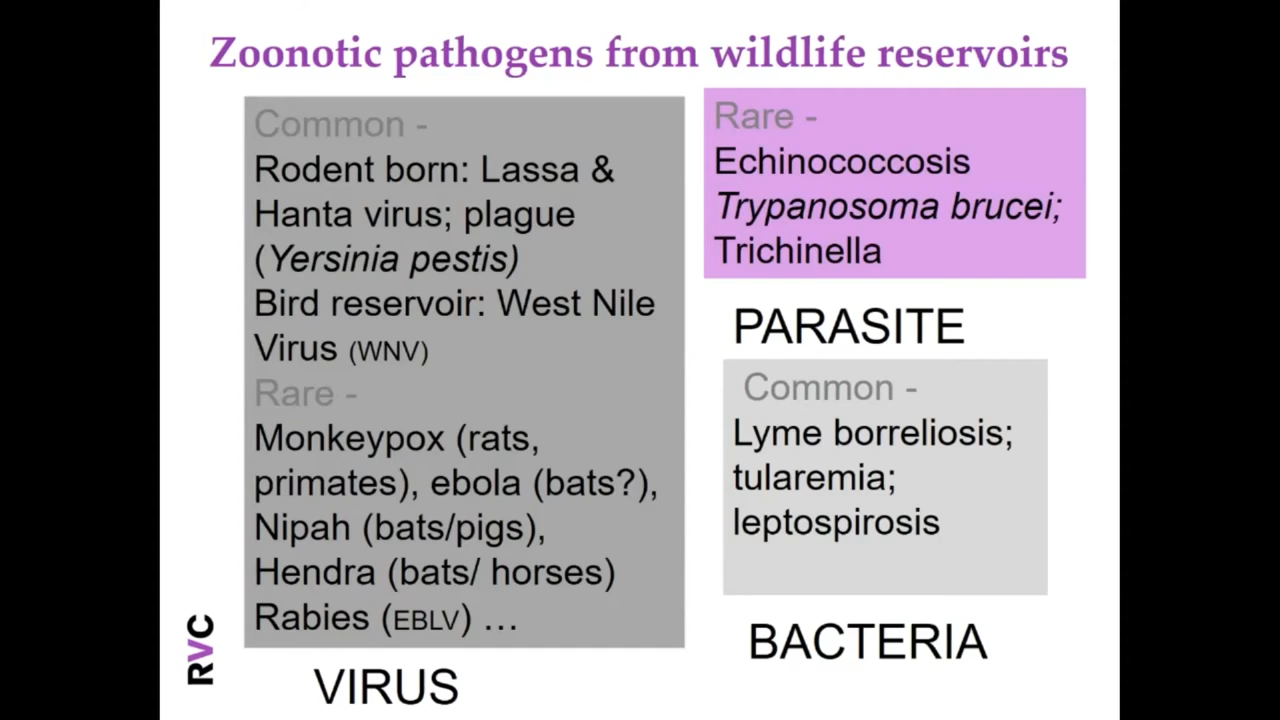 Zoonotic pathogens from wildlife reservoirs
Common -
Rodent born: Lassa &
Hanta virus; plague
(Yersinia pestis)
Bird reservoir: West Nile
Virus (WNV)
Rare -
Monkeypox (rats,
primates), ebola (bats?),
Nipah (bats/pigs),
Hendra (bats/ horses)
Rabies (EBLV) …
VIRUS
Rare -
Echinococcosis
Trypanosoma brucei;
Trichinella
PARASITE
Common -
Lyme borreliosis;
tularemia;
leptospirosis
BACTERIA
RVC